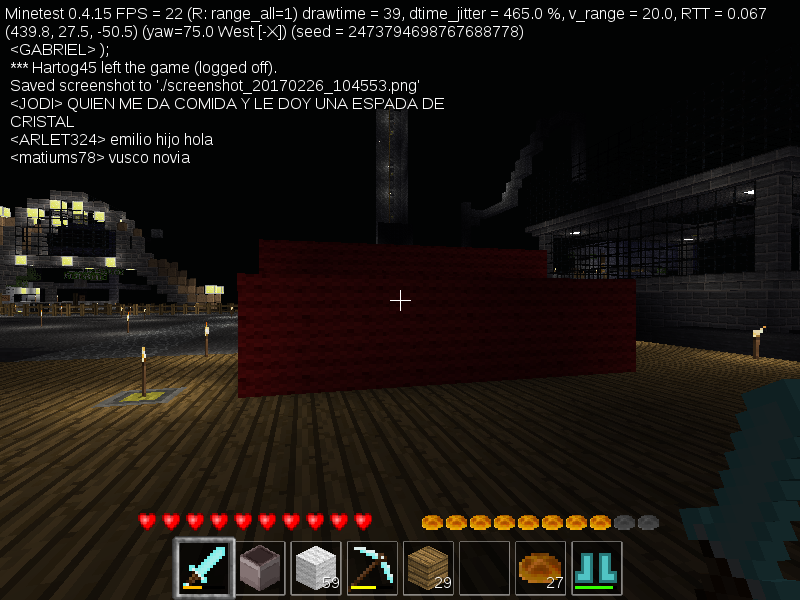 Minetest 0.4.15 FPS = 22 (R: range_all=1) drawtime = 39, dtime_jitter = 465.0 %, v_range = 20.0, RTT = 0.067
(439.8, 27.5, -50.5) (yaw=75.0 West [-X]) (seed = 2473794698767688778)
<GABRIEL> );
*** Hartog45 left the game (logged off).
Saved screenshot to './screenshot_20170226_104553.png'
<JODI> QUIEN ME DA COMIDA Y LE DOY UNA ESPADA DE
CRISTAL
<ARLET324> emilio hijo hola
<matiums78> vusco novia
59
29
27